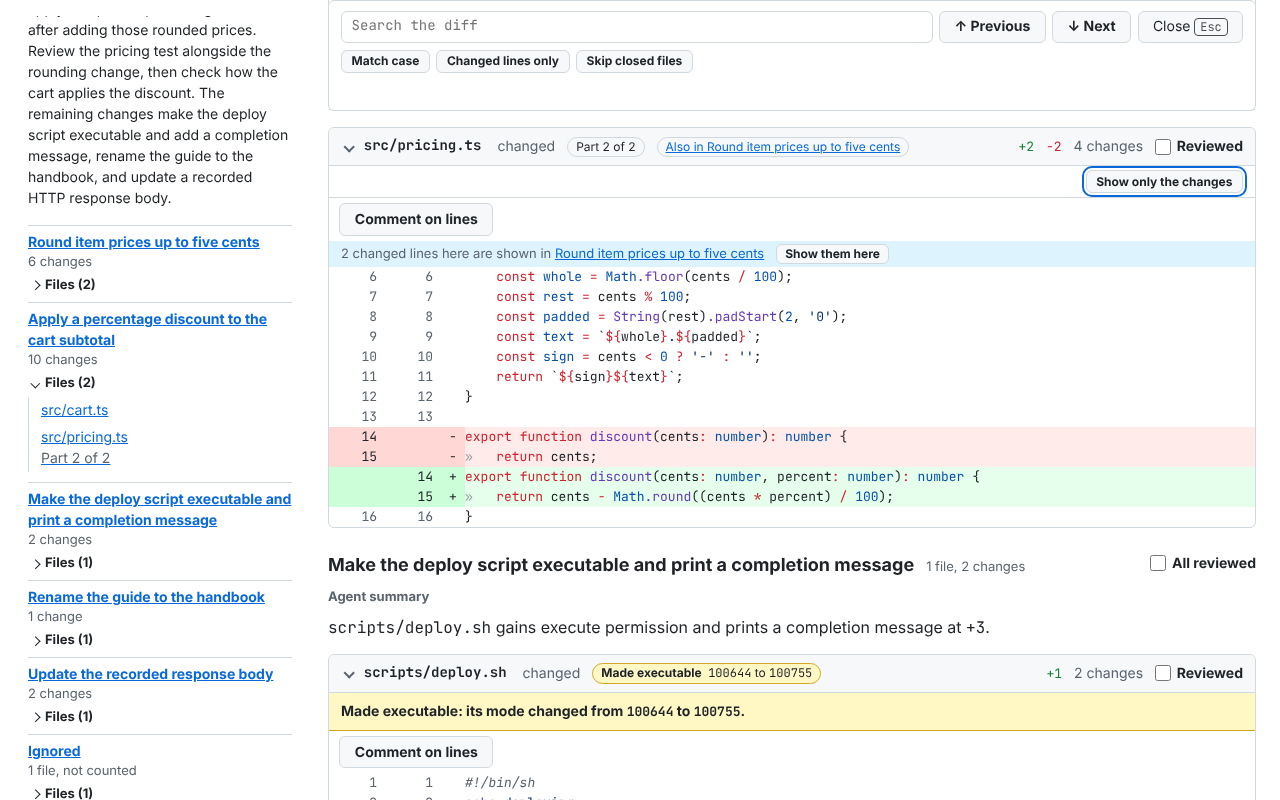 after adding those rounded prices.
Review the pricing test alongside the
rounding change, then check how the
cart applies the discount. The
remaining changes make the deploy
script executable and add a completion
message, rename the guide to the
handbook, and update a recorded
HTTP response body.
Round item prices up to five cents
6 changes
Files (2)
Apply a percentage discount to the
cart subtotal
10 changes
Files (2)
src/cart.ts
src/pricing.ts
Part 2 of 2
Make the deploy script executable and
print a completion message
2 changes
Files (1)
Rename the guide to the handbook
1 change
Files (1)
Update the recorded response body
2 changes
Files (1)
Ignored
1 file, not counted
Files (1)
Search the diff
↑ Previous
↓ Next
Close Esc
Match case
Changed lines only
Skip closed files
src/pricing.ts changed Part 2 of 2 Also in Round item prices up to five cents +2 -2 4 changes Reviewed
Show only the changes
Comment on lines
2 changed lines here are shown in Round item prices up to five cents Show them here
6 6 const whole = Math.floor(cents / 100);
7 7 const rest = cents % 100;
8 8 const padded = String(rest).padStart(2, '0');
9 9 const text = `${whole}.${padded}`;
10 10 const sign = cents < 0 ? '-' : '';
11 11 return `${sign}${text}`;
12 12 }
13 13
14 - export function discount(cents: number): number {
15 - » return cents;
14 + export function discount(cents: number, percent: number): number {
15 + » return cents - Math.round((cents * percent) / 100);
16 16 }
Make the deploy script executable and print a completion message 1 file, 2 changes All reviewed
Agent summary
scripts/deploy.sh gains execute permission and prints a completion message at +3.
scripts/deploy.sh changed Made executable 100644 to 100755 +1 2 changes Reviewed
Made executable: its mode changed from 100644 to 100755.
Comment on lines
1 1 #!/bin/sh